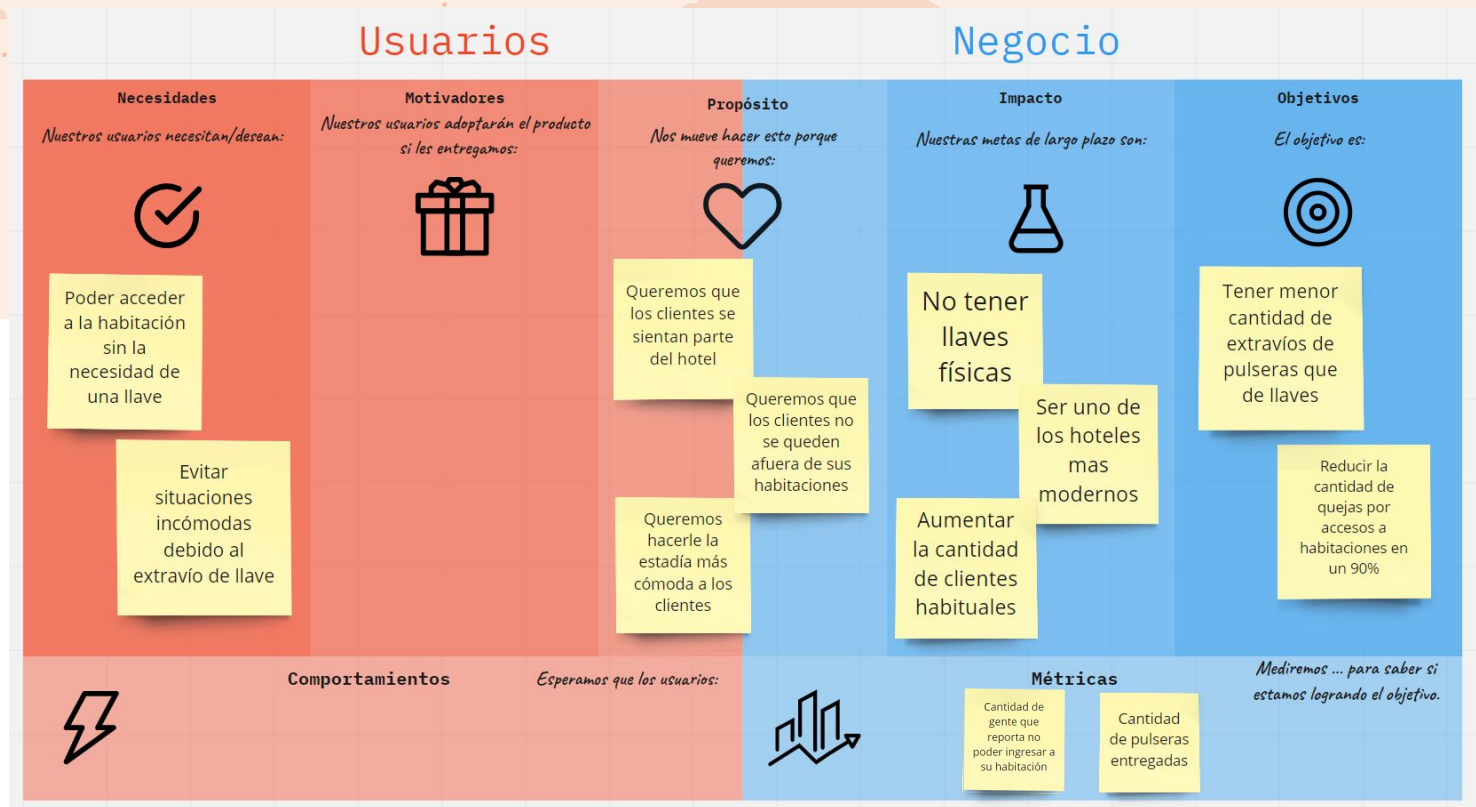 Usuarios
Negocio
Necesidades
Nuestros usuarios necesitan/desean:
Motivadores
Nuestros usuarios adoptarán el producto
si les entregamos:
Propósito
Nos mueve hacer esto porque
queremos:
Impacto
Nuestras metas de largo plazo son:
Objetivos
El objetivo es:
Poder acceder
a la habitación
sin la
necesidad de
una llave
Evitar
situaciones
incómodas
debido al
extravío de llave
Queremos que
los clientes se
sientan parte
del hotel
Queremos que
los clientes no
se queden
afuera de sus
habitaciones
Queremos
hacerle la
estadía más
cómoda a los
clientes
No tener
llaves
físicas
Ser uno de
los hoteles
mas
modernos
Aumentar
la cantidad
de clientes
habituales
Tener menor
cantidad de
extravíos de
pulseras que
de llaves
Reducir la
cantidad de
quejas por
accesos a
habitaciones en
un 90%
Comportamientos
Esperamos que los usuarios:
Métricas
Mediremos ... para saber si
estamos logrando el objetivo.
Cantidad de
gente que
reporta no
poder ingresar a
su habitación
Cantidad
de pulseras
entregadas